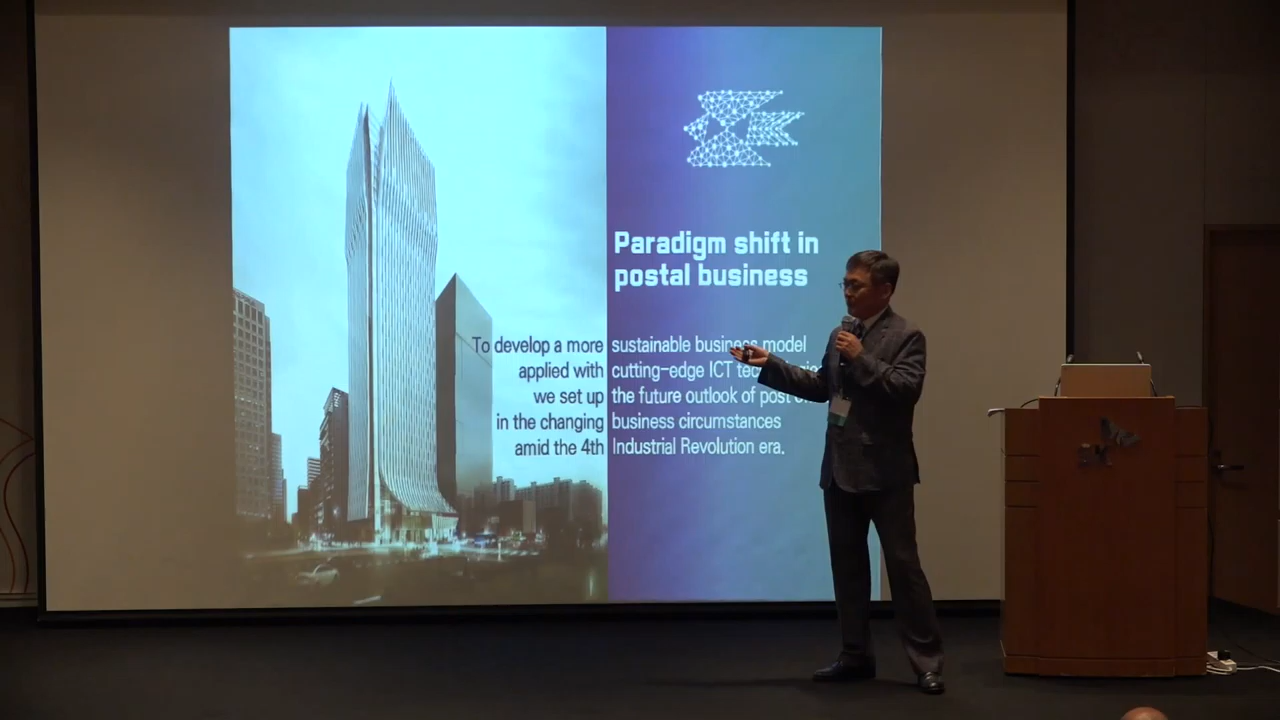 Paradigm shift in
postal business
To develop a more sustainable business model
applied with cutting-edge ICT
we set up the future outlook of post
in the changing business circumstances
amid the 4th Industrial Revolution era.